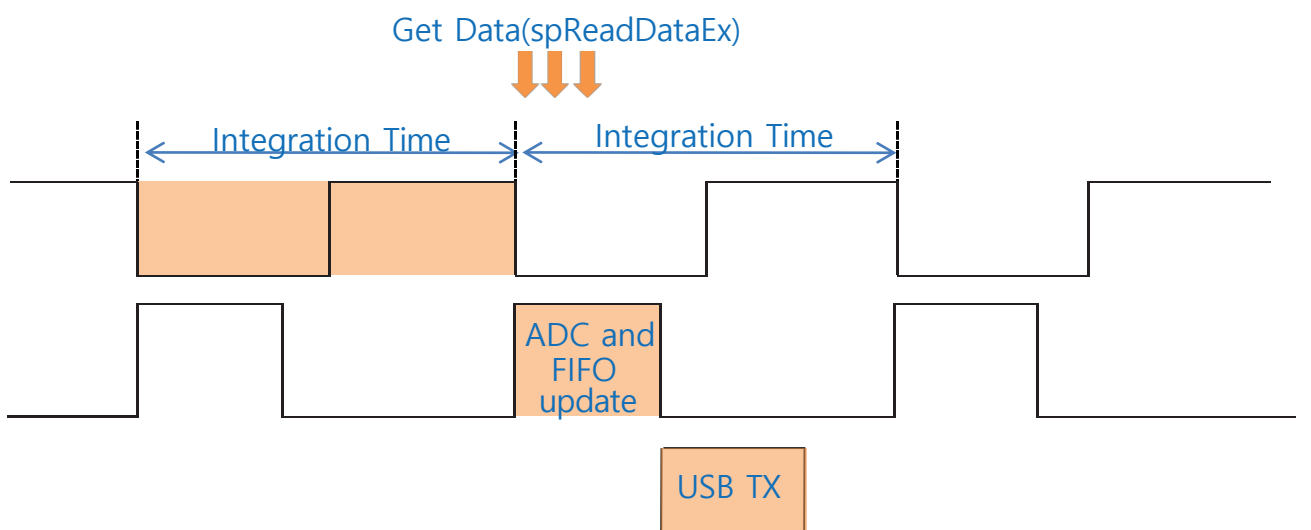 Get Data(spReadDataEx)
Integration Time
Integration Time
ADC and
FIFO
update
USB TX